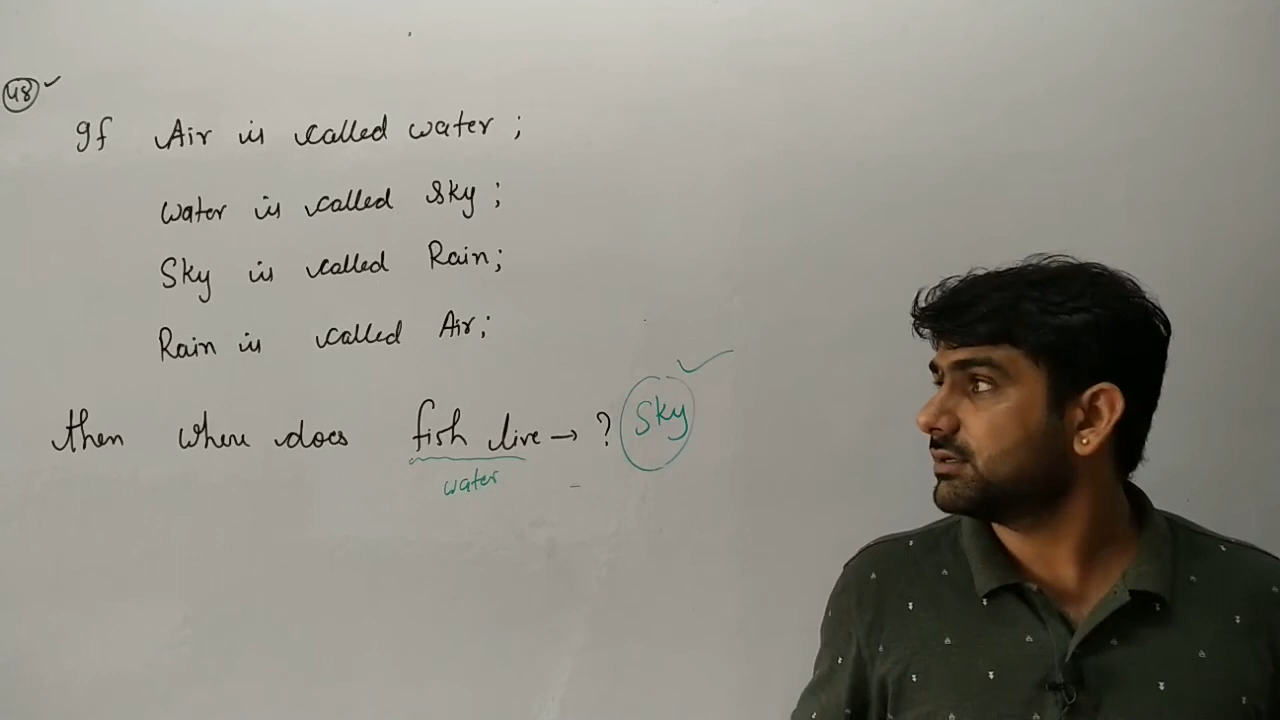 48
If Air is called water ;
Water is called Sky ;
Sky is called Rain;
Rain is called Air;
then where does fish live → ? Sky
water